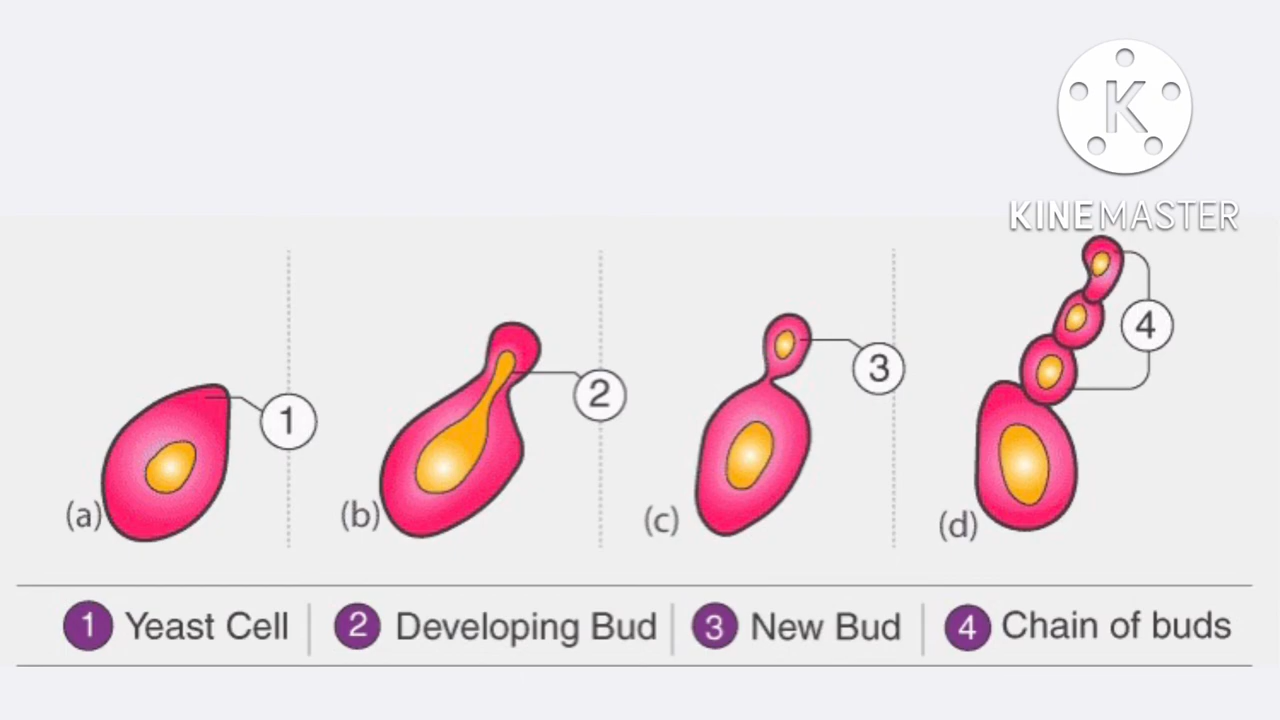 K
KINEMASTER
1
2
3
4
(a)
(b)
(c)
(d)
1 Yeast Cell
2 Developing Bud
3 New Bud
4 Chain of buds